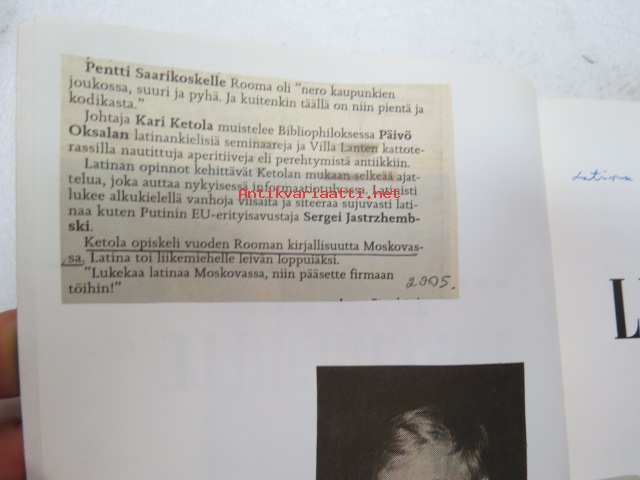 Pentti Saarikoskelle Rooma oli "nero kaupunkien
joukossa, suuri ja pyhä. Ja kuitenkin täällä on niin pientä ja
kodikasta."
Johtaja Kari Ketola muistelee Bibliophiloksessa Päivö
Oksalan latinankielisiä seminaareja ja Villa Lanten kattote-
rassilla nautittuja aperitiiveja eli perehtymistä antiikkiin.
Latinan opinnot kehittävät Ketolan mukaan selkeää ajat-
telua, joka auttaa nykyisessä informaatiotulvassa. Latinisti
lukee alkukielellä vanhoja viisaita ja siteeraa sujuvasti lati-
naa kuten Putinin EU-erityisavustaja Sergei Jastrzhemb-
ski.
Ketola opiskeli vuoden Rooman kirjallisuutta Moskovas-
sa. Latina toi liikemiehelle leivän loppuiäksi.
"Lukekaa latinaa Moskovassa, niin pääsette firmaan
töihin!"
2005.
Antikvariaatti.net
L